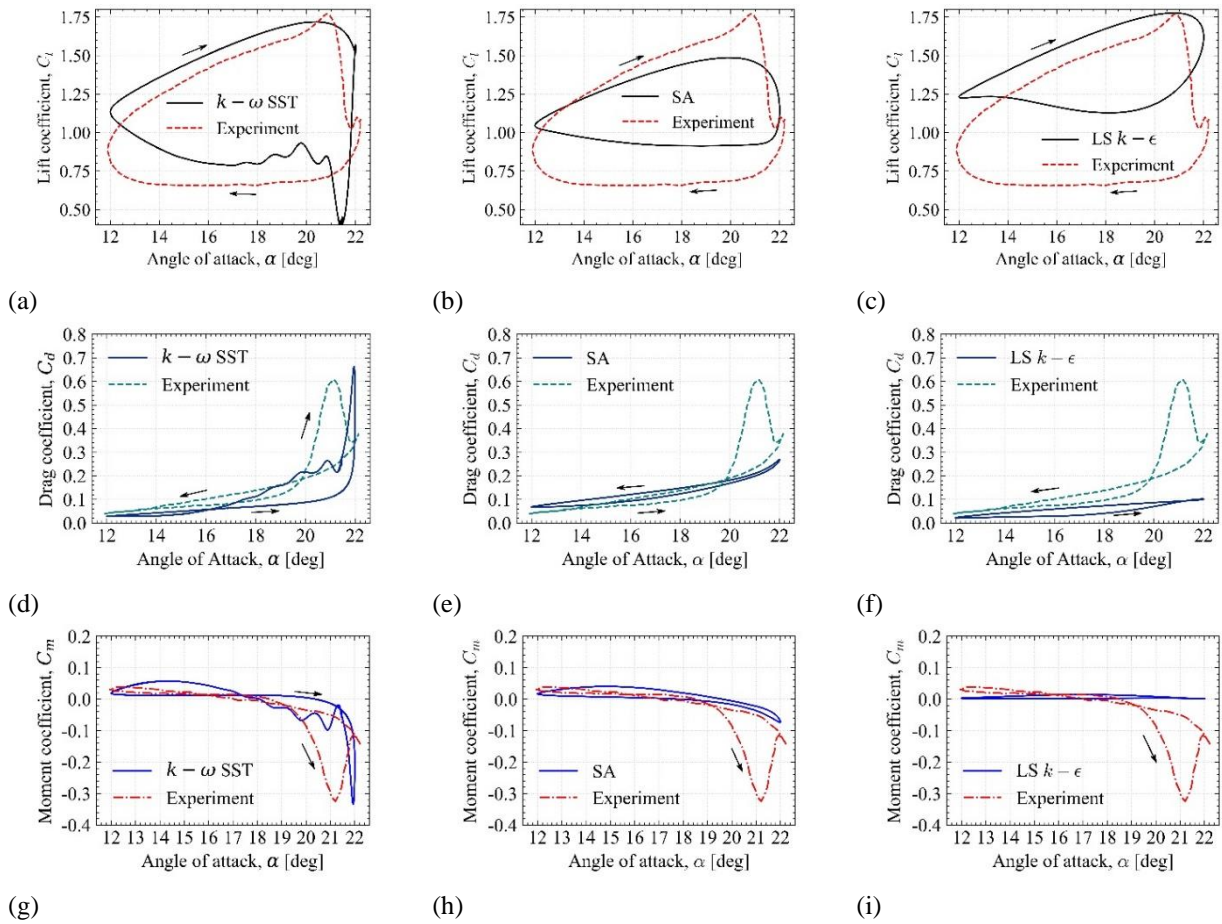 1.75
1.50
1.25
1.00
0.75
0.50
Lift coefficient, C_l
k − ω SST
Experiment
12 14 16 18 20 22
Angle of attack, α [deg]
(a)
1.75
1.50
1.25
1.00
0.75
0.50
Lift coefficient, C_l
SA
Experiment
12 14 16 18 20 22
Angle of attack, α [deg]
(b)
1.75
1.50
1.25
1.00
0.75
0.50
Lift coefficient, C_l
LS k − ϵ
Experiment
12 14 16 18 20 22
Angle of attack, α [deg]
(c)
0.8
0.7
0.6
0.5
0.4
0.3
0.2
0.1
0.0
Drag coefficient, C_d
k − ω SST
Experiment
12 14 16 18 20 22
Angle of Attack, α [deg]
(d)
0.8
0.7
0.6
0.5
0.4
0.3
0.2
0.1
0.0
Drag coefficient, C_d
SA
Experiment
12 14 16 18 20 22
Angle of Attack, α [deg]
(e)
0.8
0.7
0.6
0.5
0.4
0.3
0.2
0.1
0.0
Drag coefficient, C_d
LS k − ϵ
Experiment
12 14 16 18 20 22
Angle of Attack, α [deg]
(f)
0.2
0.1
0.0
-0.1
-0.2
-0.3
-0.4
Moment coefficient, C_m
k − ω SST
Experiment
12 13 14 15 16 17 18 19 20 21 22
Angle of attack, α [deg]
(g)
0.2
0.1
0.0
-0.1
-0.2
-0.3
-0.4
Moment coefficient, C_m
SA
Experiment
12 13 14 15 16 17 18 19 20 21 22
Angle of attack, α [deg]
(h)
0.2
0.1
0.0
-0.1
-0.2
-0.3
-0.4
Moment coefficient, C_m
LS k − ϵ
Experiment
12 13 14 15 16 17 18 19 20 21 22
Angle of attack, α [deg]
(i)